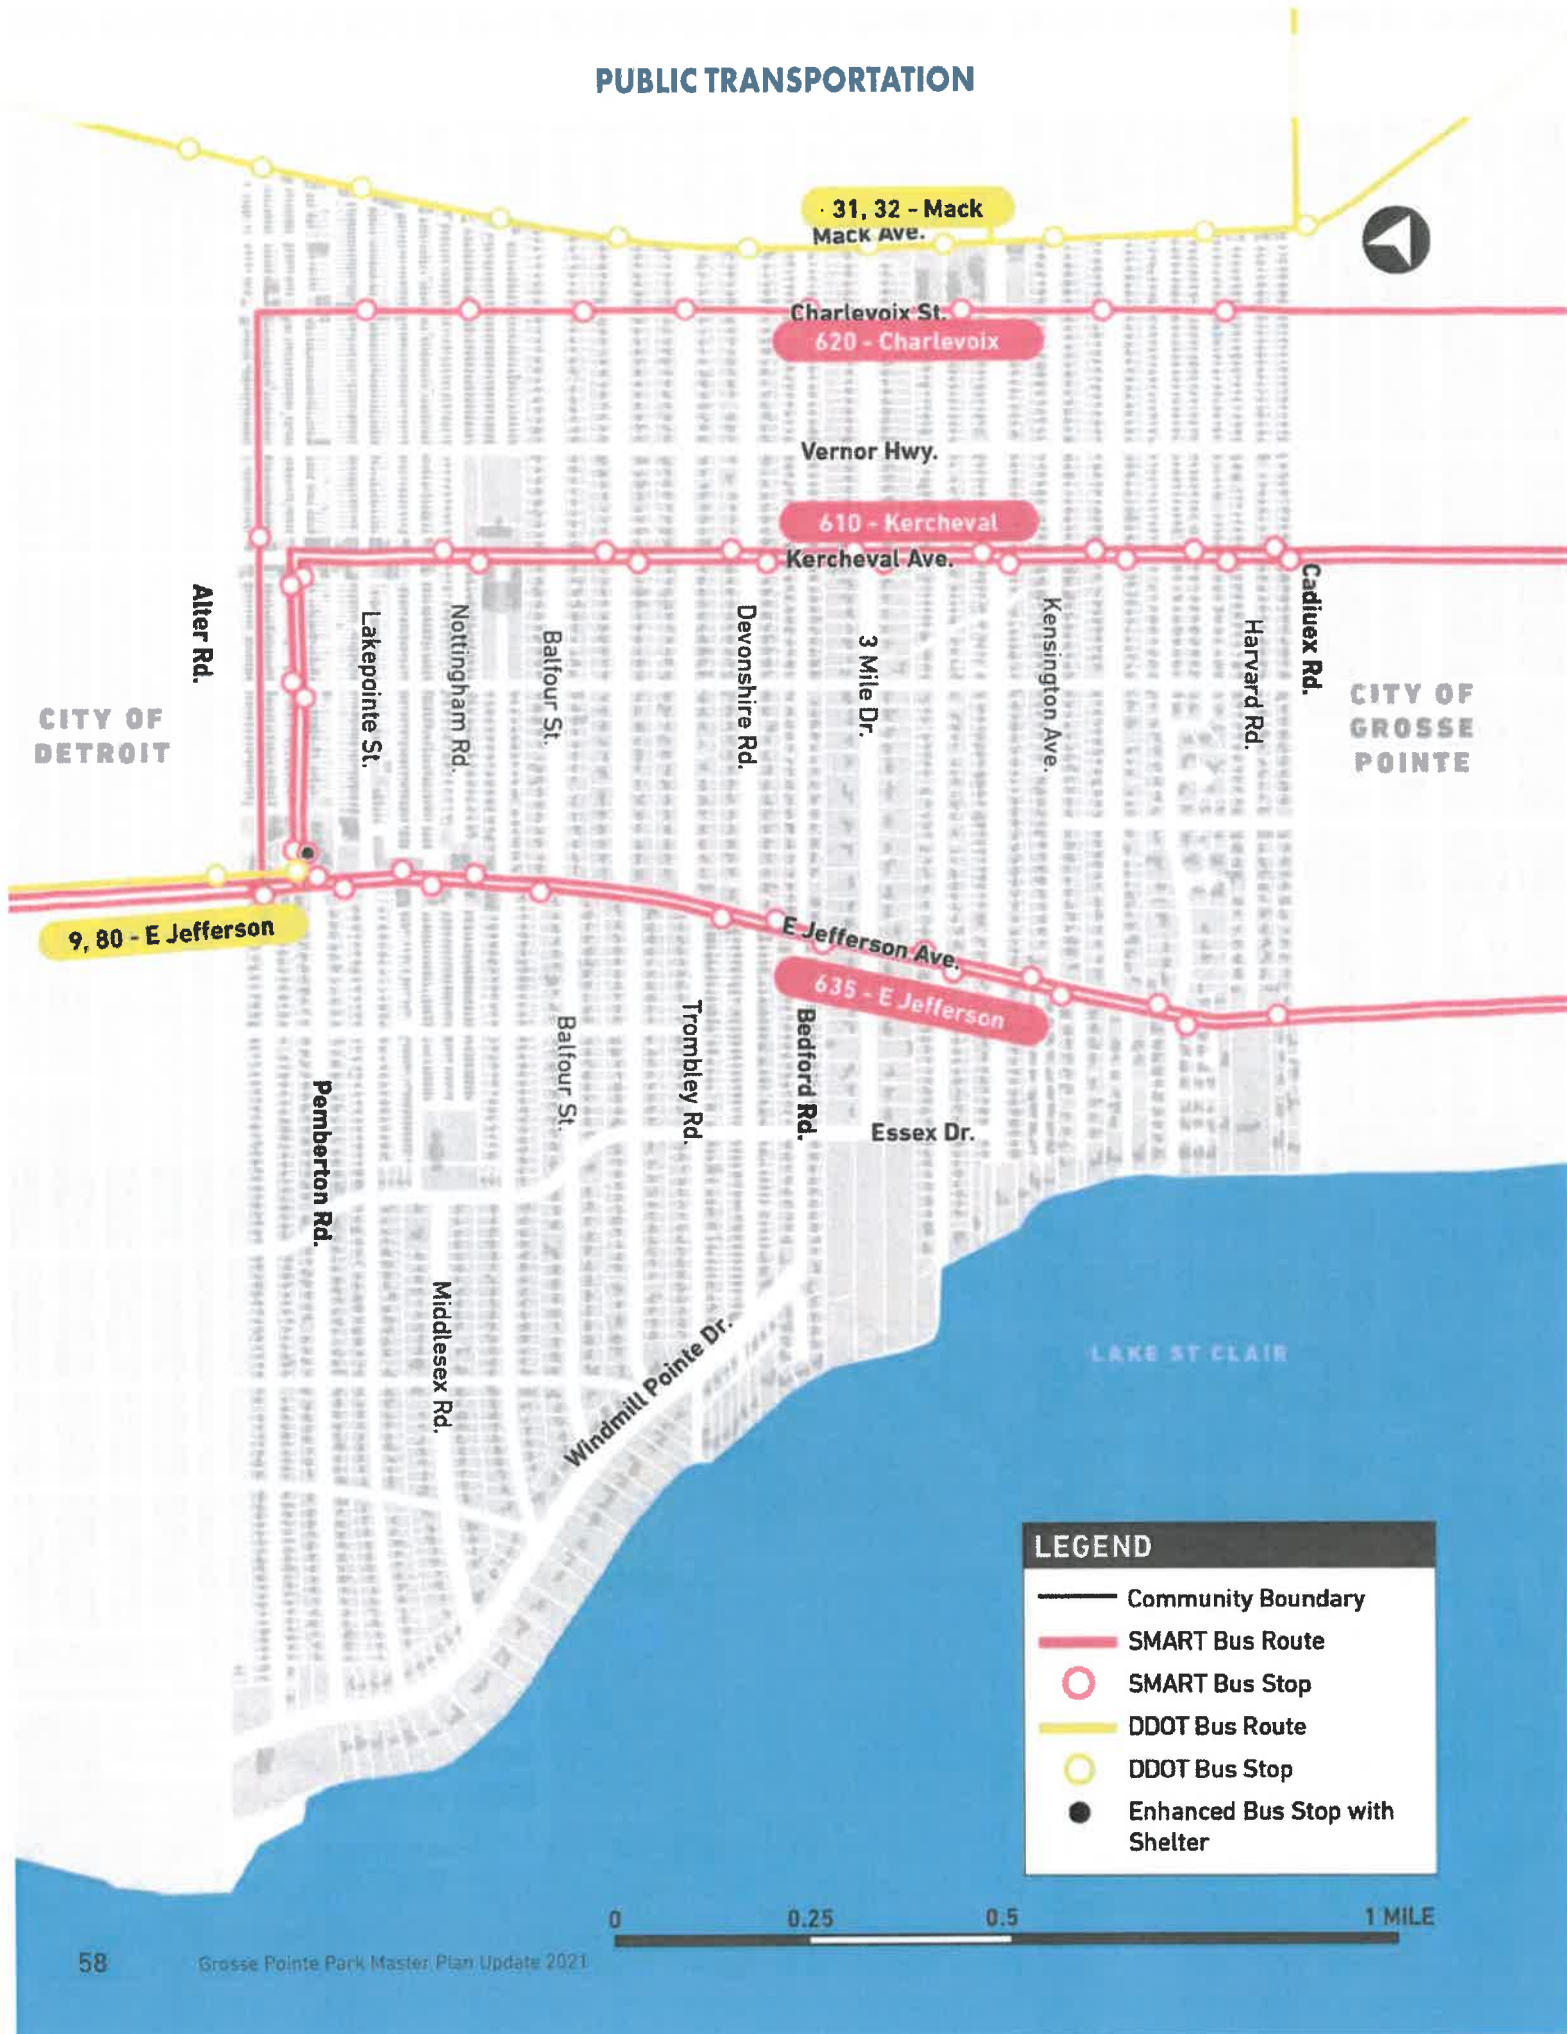 PUBLIC TRANSPORTATION
· 31, 32 - Mack
Mack Ave.
Charlevoix St.
620 - Charlevoix
Vernor Hwy.
610 - Kercheval
Kercheval Ave.
Alter Rd.
Lakepointe St.
Nottingham Rd.
Balfour St.
Devonshire Rd.
3 Mile Dr.
Kensington Ave.
Harvard Rd.
Cadiuex Rd.
CITY OF
DETROIT
CITY OF
GROSSE
POINTE
9, 80 - E Jefferson
E Jefferson Ave.
635 - E Jefferson
Pemberton Rd.
Balfour St.
Trombley Rd.
Bedford Rd.
Essex Dr.
Middlesex Rd.
Windmill Pointe Dr.
LAKE ST CLAIR
LEGEND
Community Boundary
SMART Bus Route
SMART Bus Stop
DDOT Bus Route
DDOT Bus Stop
Enhanced Bus Stop with
Shelter
0 0.25 0.5 1 MILE
58 Grosse Pointe Park Master Plan Update 2021